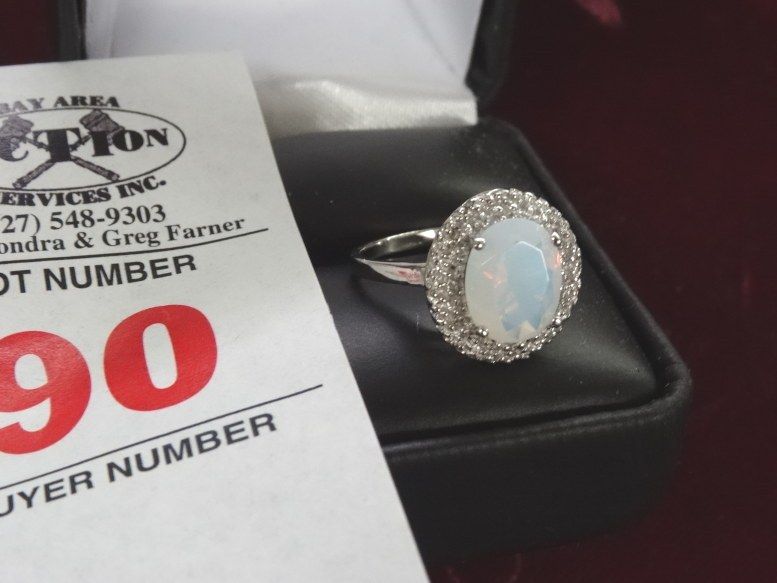 BAY AREA
CTION
SERVICES INC.
27) 548-9303
ondra & Greg Farner
OT NUMBER
90
UYER NUMBER